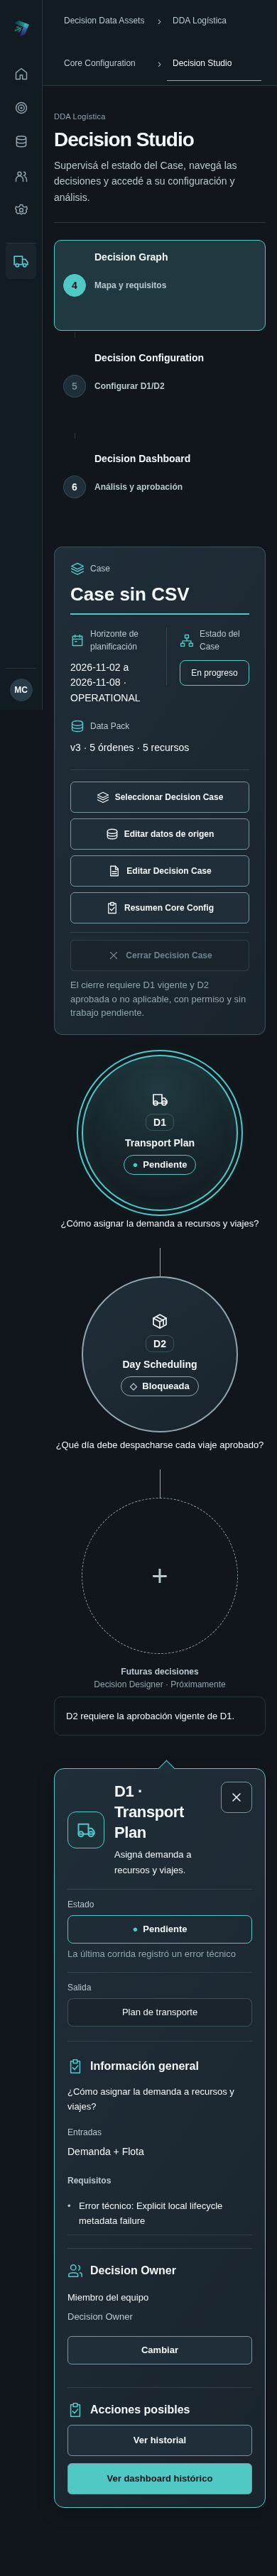 Decision Data Assets › DDA Logística
Core Configuration › Decision Studio
DDA Logística
Decision Studio
Supervisá el estado del Case, navegá las
decisiones y accedé a su configuración y
análisis.
Decision Graph
4 Mapa y requisitos
Decision Configuration
5 Configurar D1/D2
Decision Dashboard
6 Análisis y aprobación
MC
Case
Case sin CSV
Horizonte de
planificación
2026-11-02 a
2026-11-08 ·
OPERATIONAL
Estado del
Case
En progreso
Data Pack
v3 · 5 órdenes · 5 recursos
Seleccionar Decision Case
Editar datos de origen
Editar Decision Case
Resumen Core Config
Cerrar Decision Case
El cierre requiere D1 vigente y D2
aprobada o no aplicable, con permiso y sin
trabajo pendiente.
D1
Transport Plan
Pendiente
¿Cómo asignar la demanda a recursos y viajes?
D2
Day Scheduling
Bloqueada
¿Qué día debe despacharse cada viaje aprobado?
+
Futuras decisiones
Decision Designer · Próximamente
D2 requiere la aprobación vigente de D1.
D1 ·
Transport
Plan
Asigná demanda a
recursos y viajes.
Estado
Pendiente
La última corrida registró un error técnico
Salida
Plan de transporte
Información general
¿Cómo asignar la demanda a recursos y
viajes?
Entradas
Demanda + Flota
Requisitos
• Error técnico: Explicit local lifecycle
metadata failure
Decision Owner
Miembro del equipo
Decision Owner
Cambiar
Acciones posibles
Ver historial
Ver dashboard histórico